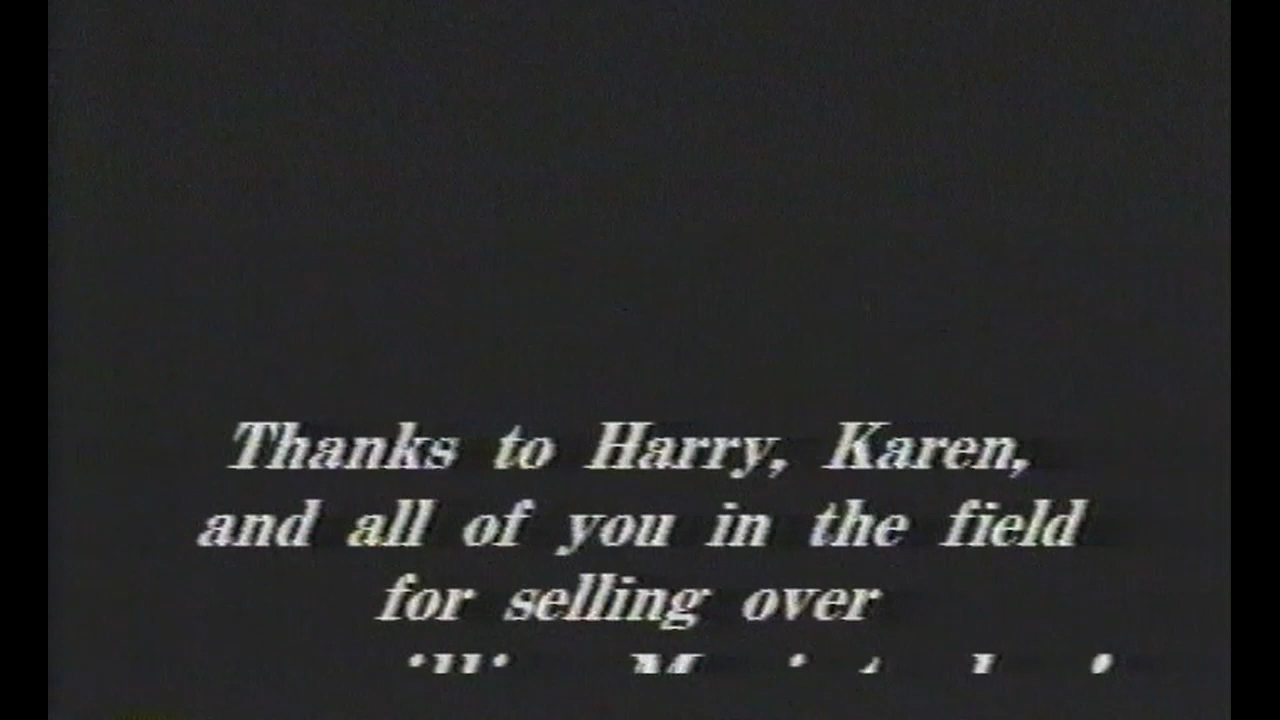 Thanks to Harry, Karen,
and all of you in the field
for selling over